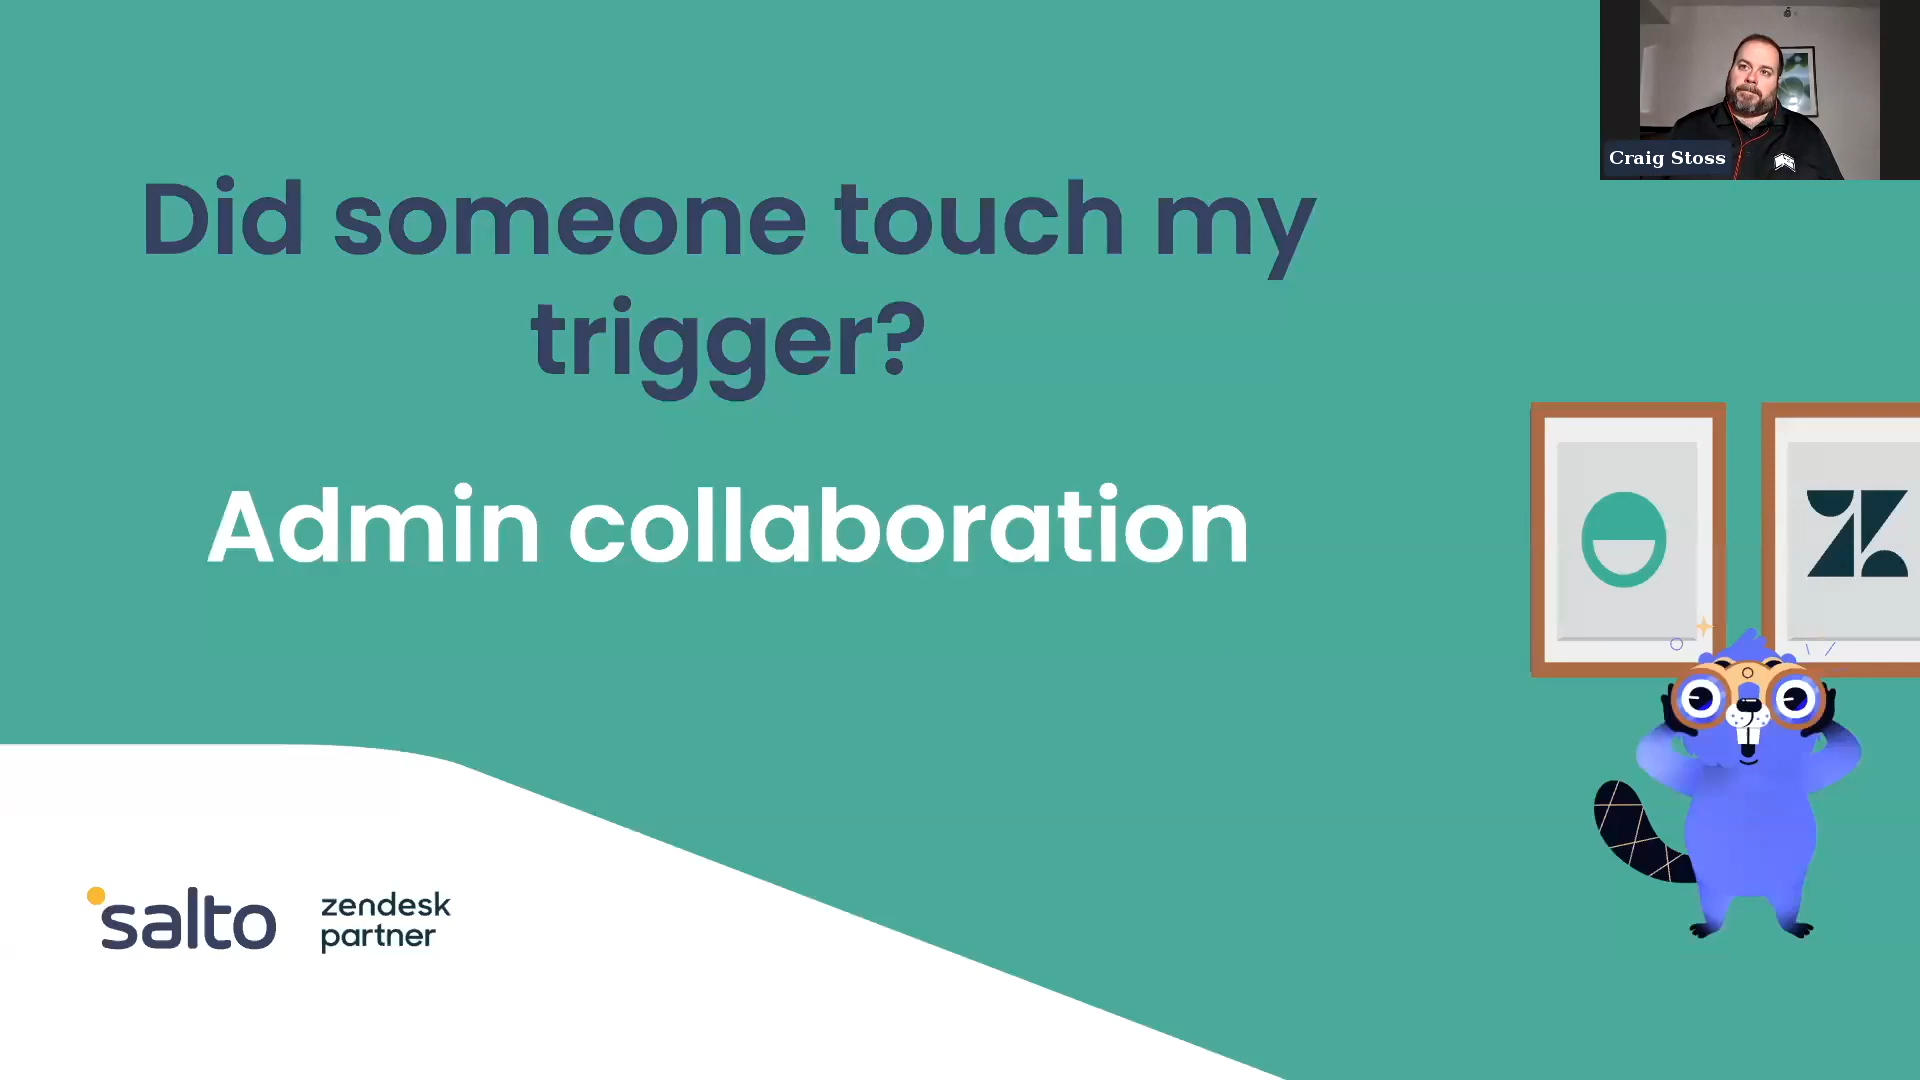 Craig Stoss
Did someone touch my
trigger?
Admin collaboration
salto
zendesk
partner